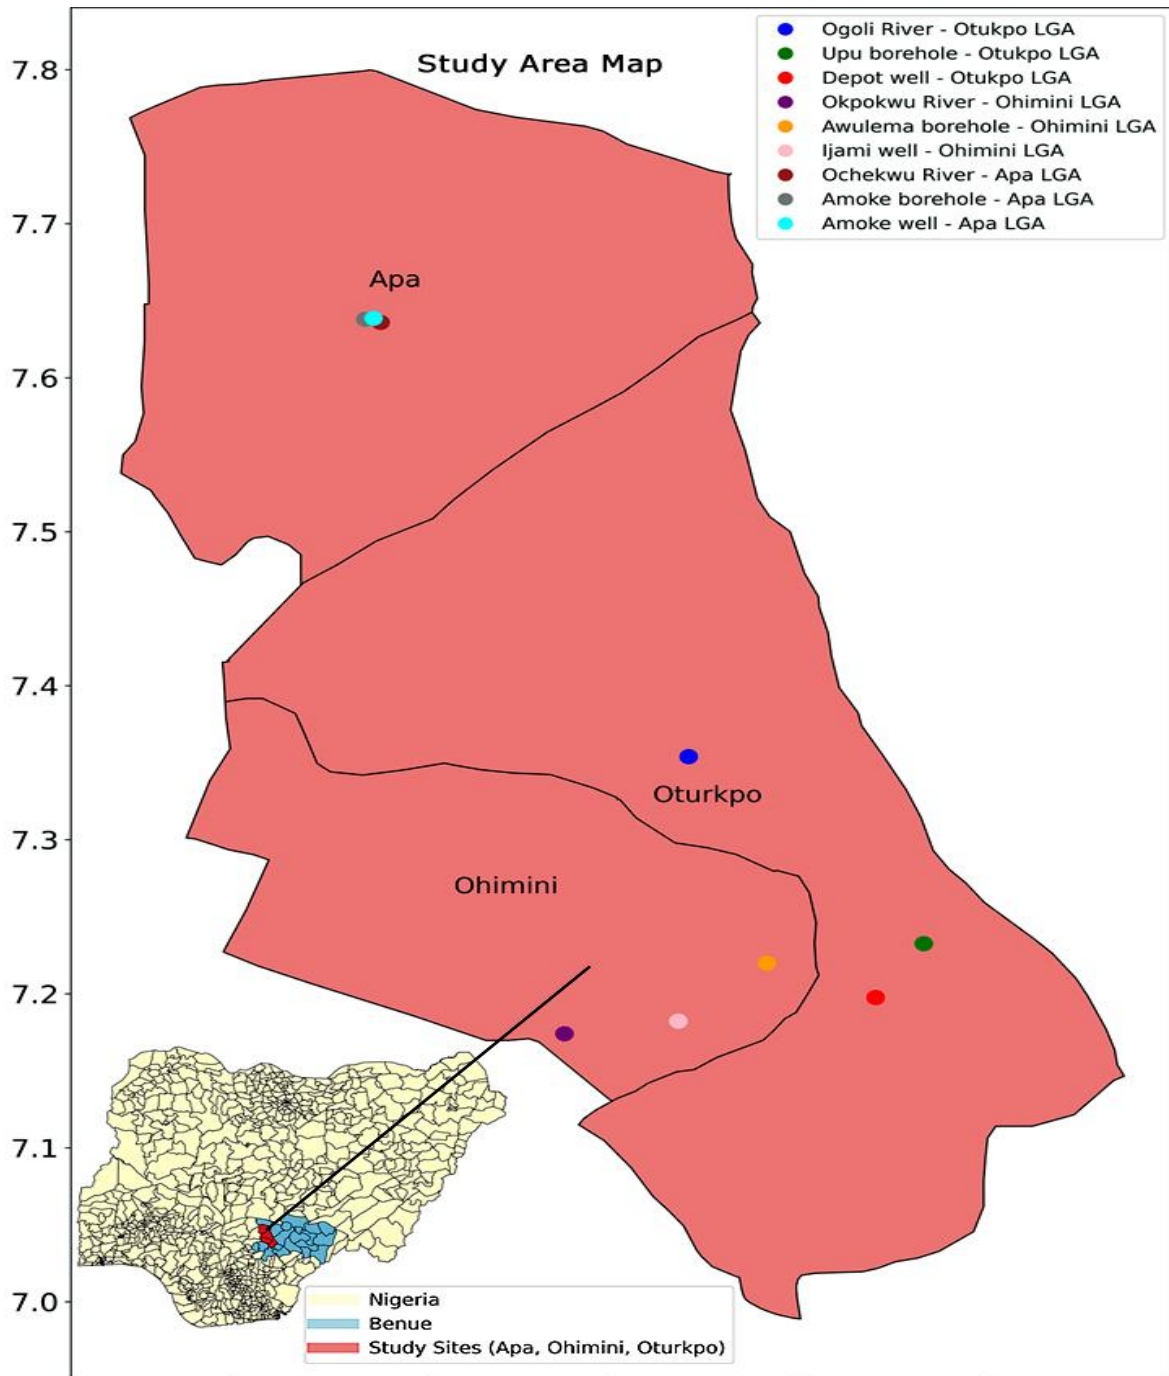 Study Area Map
Ogoli River - Otukpo LGA
Upu borehole - Otukpo LGA
Depot well - Otukpo LGA
Okpokwu River - Ohimini LGA
Awulema borehole - Ohimini LGA
Ijami well - Ohimini LGA
Ochekwu River - Apa LGA
Amoke borehole - Apa LGA
Amoke well - Apa LGA
7.8
7.7
7.6
7.5
7.4
7.3
7.2
7.1
7.0
Apa
Oturkpo
Ohimini
Nigeria
Benue
Study Sites (Apa, Ohimini, Oturkpo)